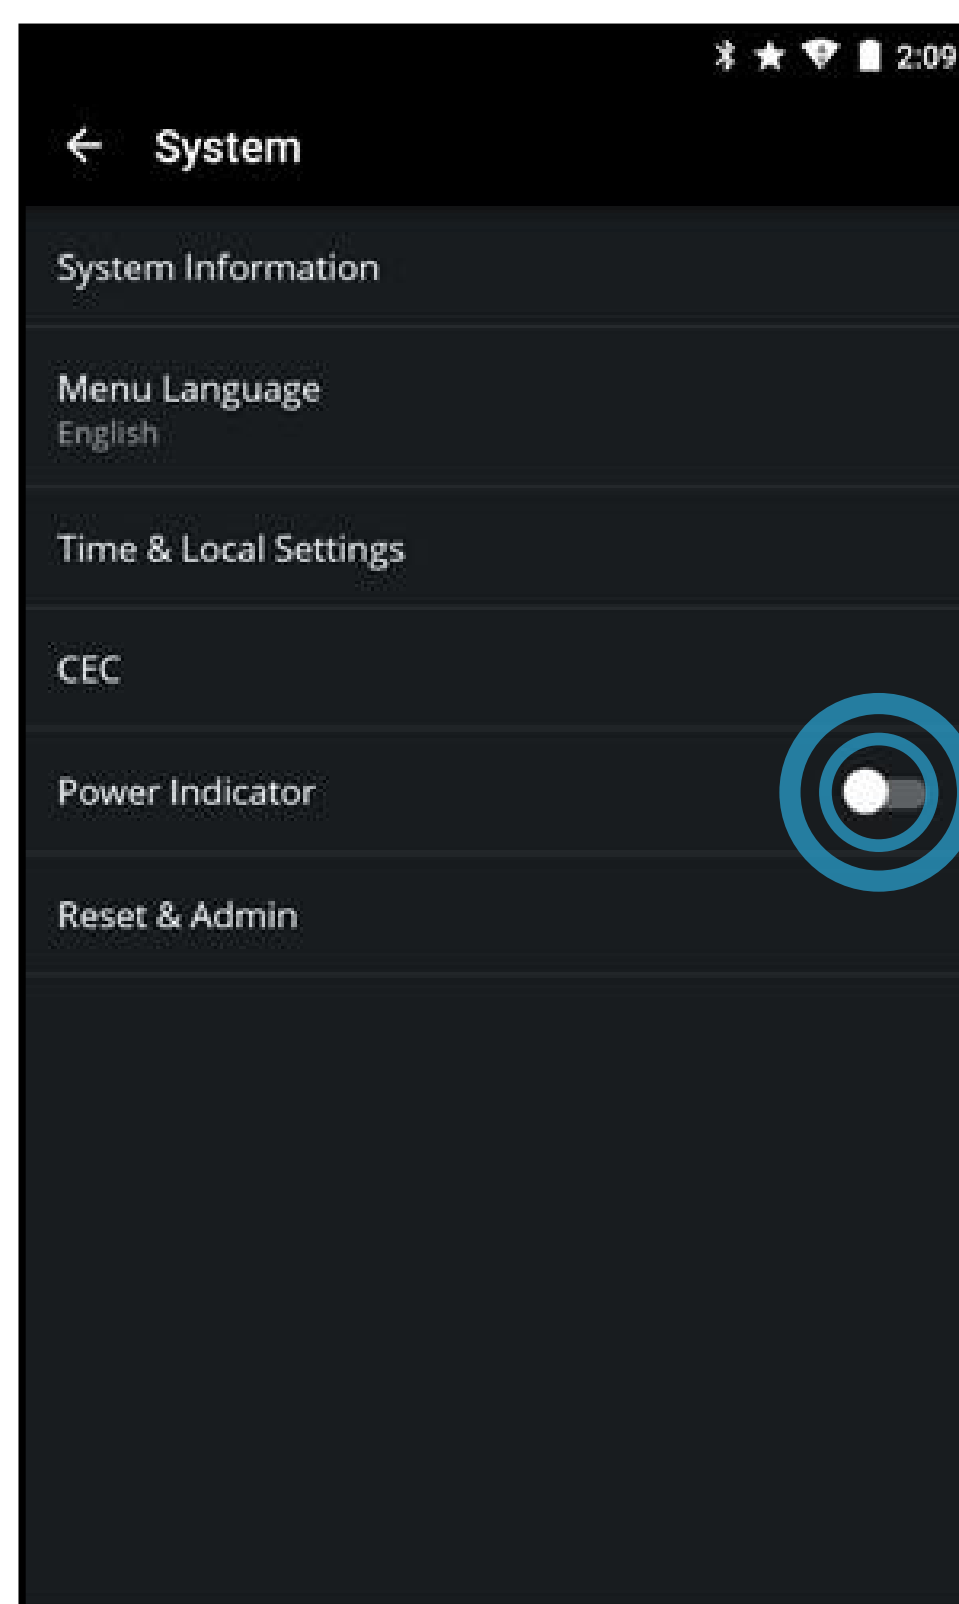 2:09
System
System Information
Menu Language
English
Time & Local Settings
CEC
Power Indicator
Reset & Admin